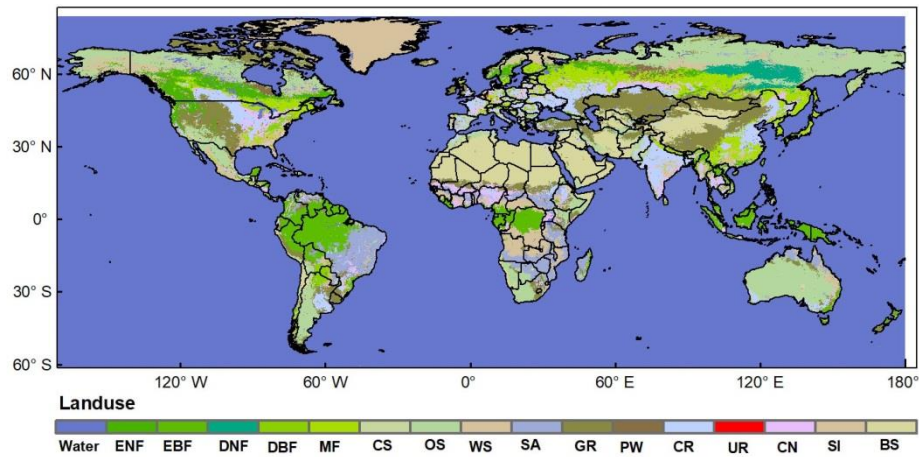 60° N
30° N
0°
30° S
60° S
120° W 60° W 0° 60° E 120° E 180°
Landuse
Water ENF EBF DNF DBF MF CS OS WS SA GR PW CR UR CN SI BS